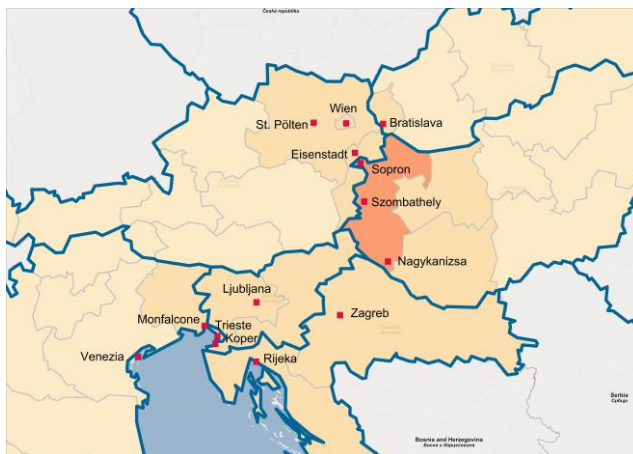 Česká republika
Wien
St. Pölten
Bratislava
Eisenstadt
Sopron
Szombathely
Nagykanizsa
Ljubljana
Monfalcone
Trieste
Koper
Zagreb
Venezia
Rijeka
Serbia
Србија
Bosnia and Herzegovina
Босна и Херцеговина